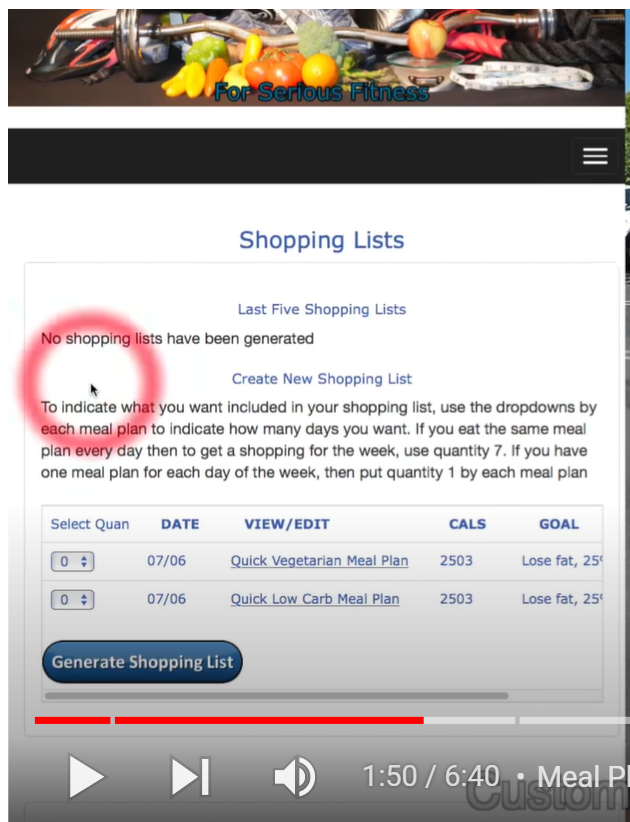 For Serious Fitness
Shopping Lists
Last Five Shopping Lists
No shopping lists have been generated
Create New Shopping List
To indicate what you want included in your shopping list, use the dropdowns by
each meal plan to indicate how many days you want. If you eat the same meal
plan every day then to get a shopping for the week, use quantity 7. If you have
one meal plan for each day of the week, then put quantity 1 by each meal plan
Select Quan DATE VIEW/EDIT CALS GOAL
0 07/06 Quick Vegetarian Meal Plan 2503 Lose fat, 25
0 07/06 Quick Low Carb Meal Plan 2503 Lose fat, 25
Generate Shopping List
1:50 / 6:40 • Meal Pl
Custom